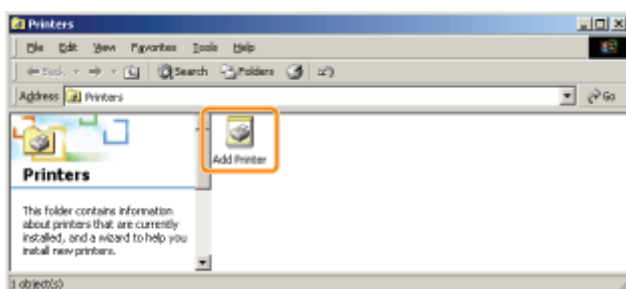 Printers
File Edit View Favorites Tools Help
Back Search Folders
Address Printers Go
Add Printer
Printers
This folder contains information
about printers that are currently
installed, and a wizard to help you
install new printers.
1 object(s)